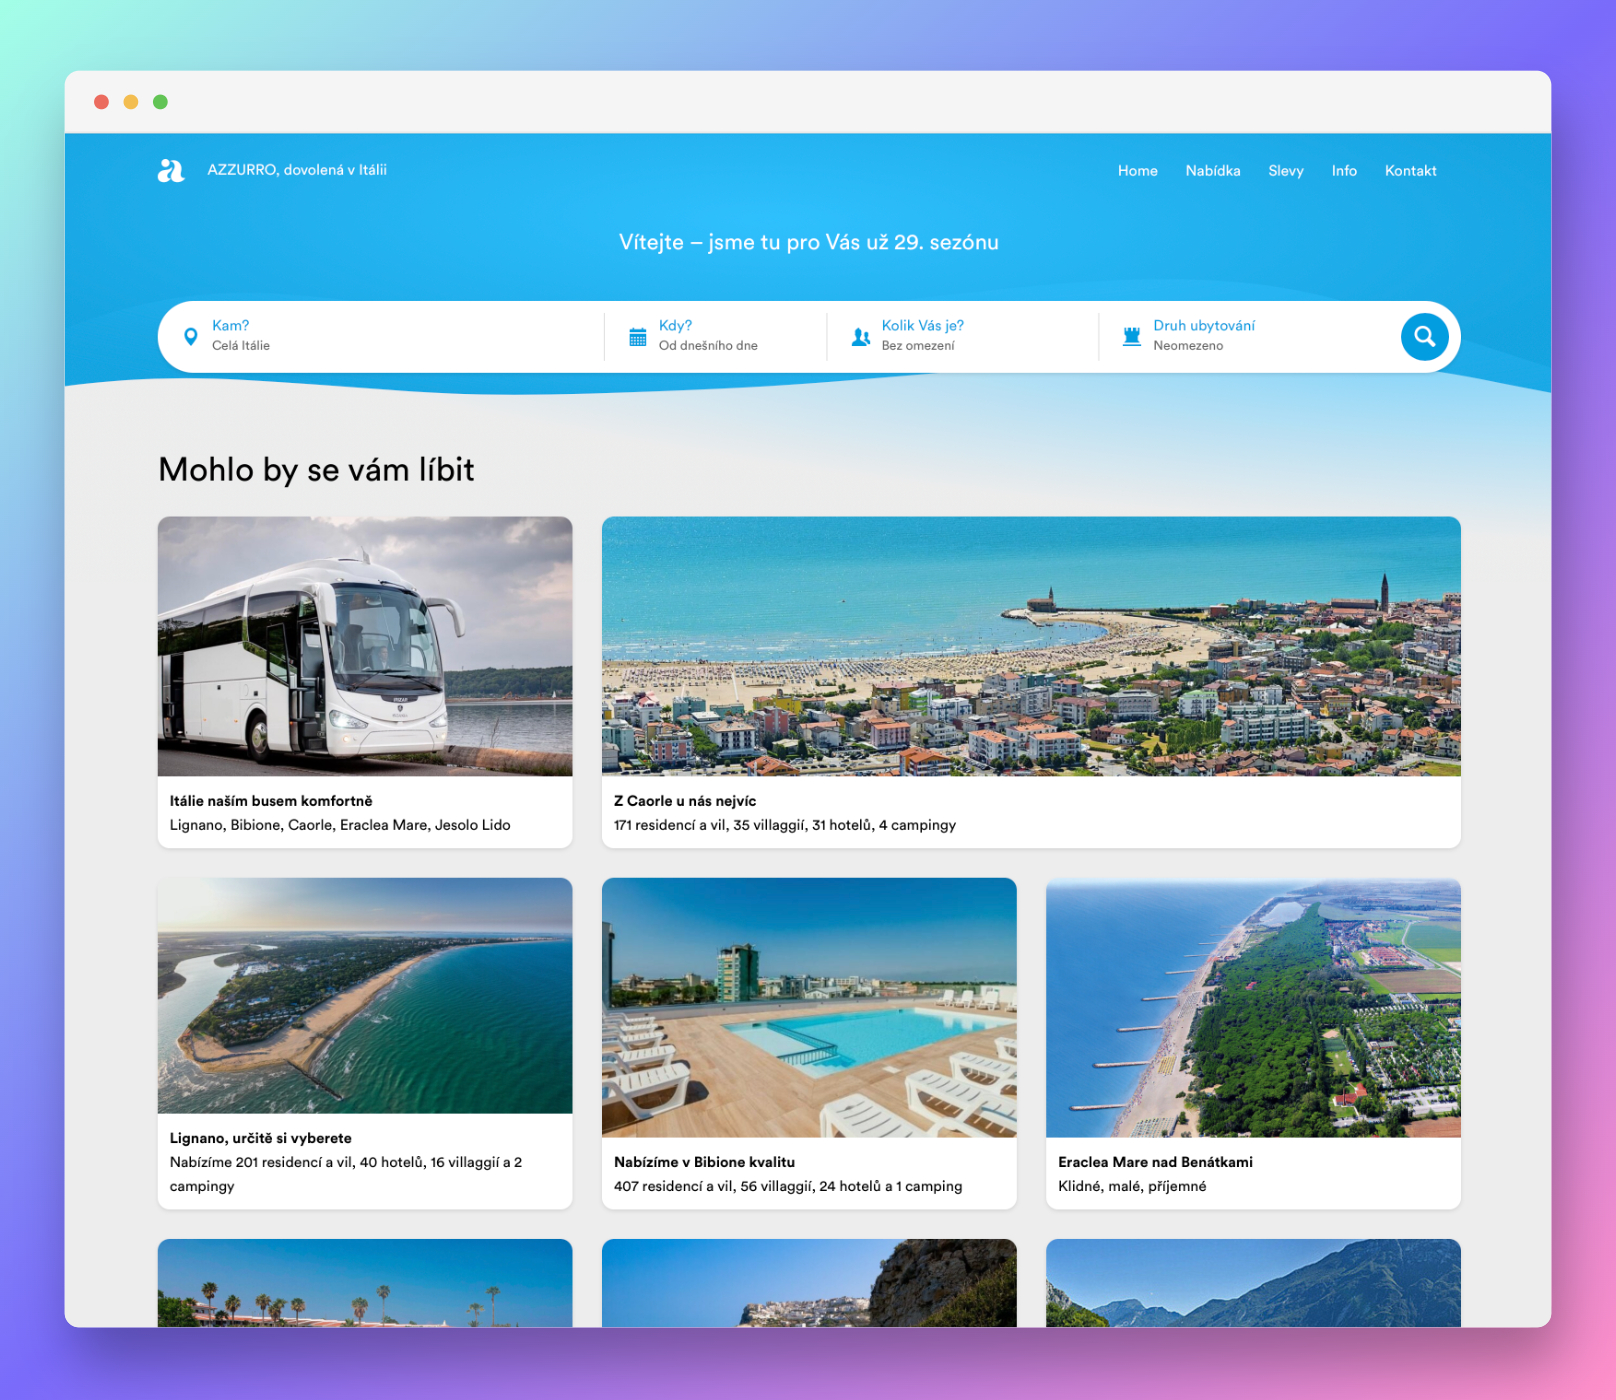 AZZURRO, dovolená v Itálii
Home Nabídka Slevy Info Kontakt
Vítejte – jsme tu pro Vás už 29. sezónu
Kam?
Celá Itálie
Kdy?
Od dnešního dne
Kolik Vás je?
Bez omezení
Druh ubytování
Neomezeno
Mohlo by se vám líbit
Itálie naším busem komfortně
Lignano, Bibione, Caorle, Eraclea Mare, Jesolo Lido
Z Caorle u nás nejvíc
171 residencí a vil, 35 villaggií, 31 hotelů, 4 campingy
Lignano, určitě si vyberete
Nabízíme 201 residencí a vil, 40 hotelů, 16 villaggií a 2
campingy
Nabízíme v Bibione kvalitu
407 residencí a vil, 56 villaggií, 24 hotelů a 1 camping
Eraclea Mare nad Benátkami
Klidné, malé, příjemné